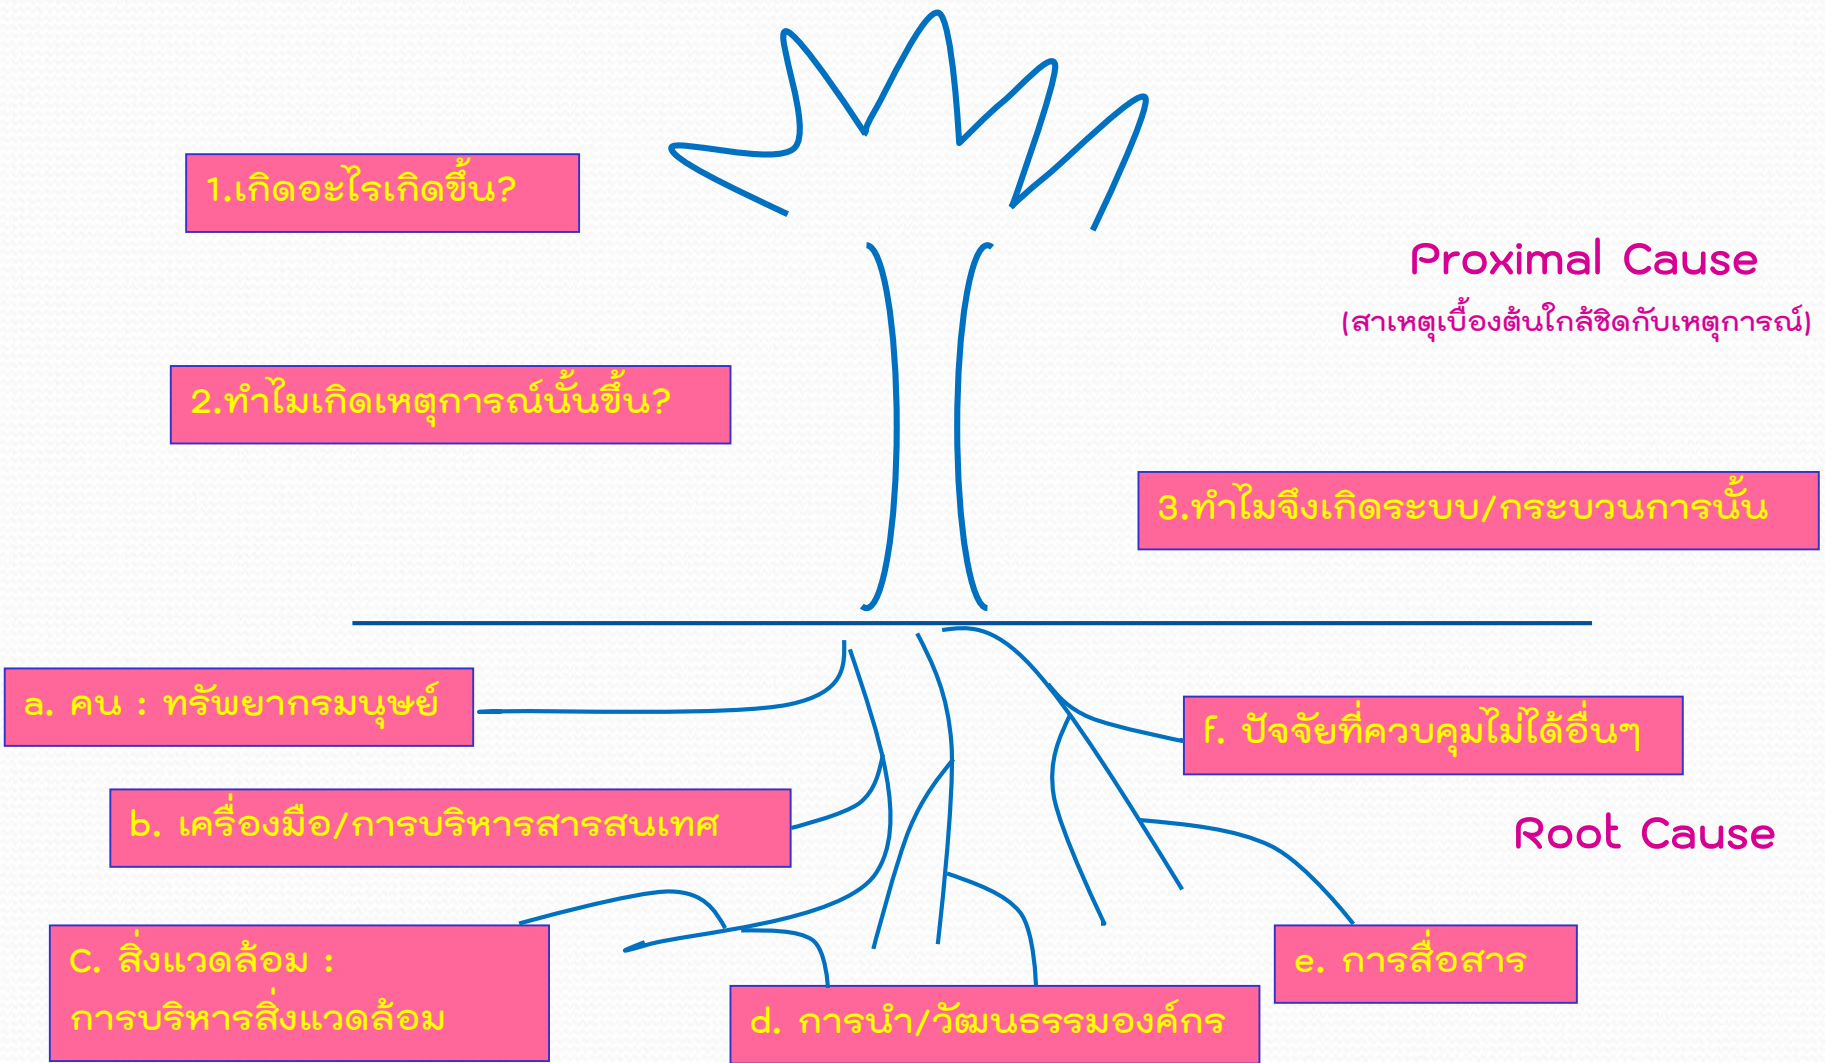 1.เกิดอะไรเกิดขึ้น?
Proximal Cause
(สาเหตุเบื้องต้นใกล้ชิดกับเหตุการณ์)
2.ทำไมเกิดเหตุการณ์นั้นขึ้น?
3.ทำไมจึงเกิดระบบ/กระบวนการนั้น
a. คน : ทรัพยากรมนุษย์
f. ปัจจัยที่ควบคุมไม่ได้อื่นๆ
b. เครื่องมือ/การบริหารสารสนเทศ
Root Cause
C. สิ่งแวดล้อม :
การบริหารสิ่งแวดล้อม
e. การสื่อสาร
d. การนำ/วัฒนธรรมองค์กร